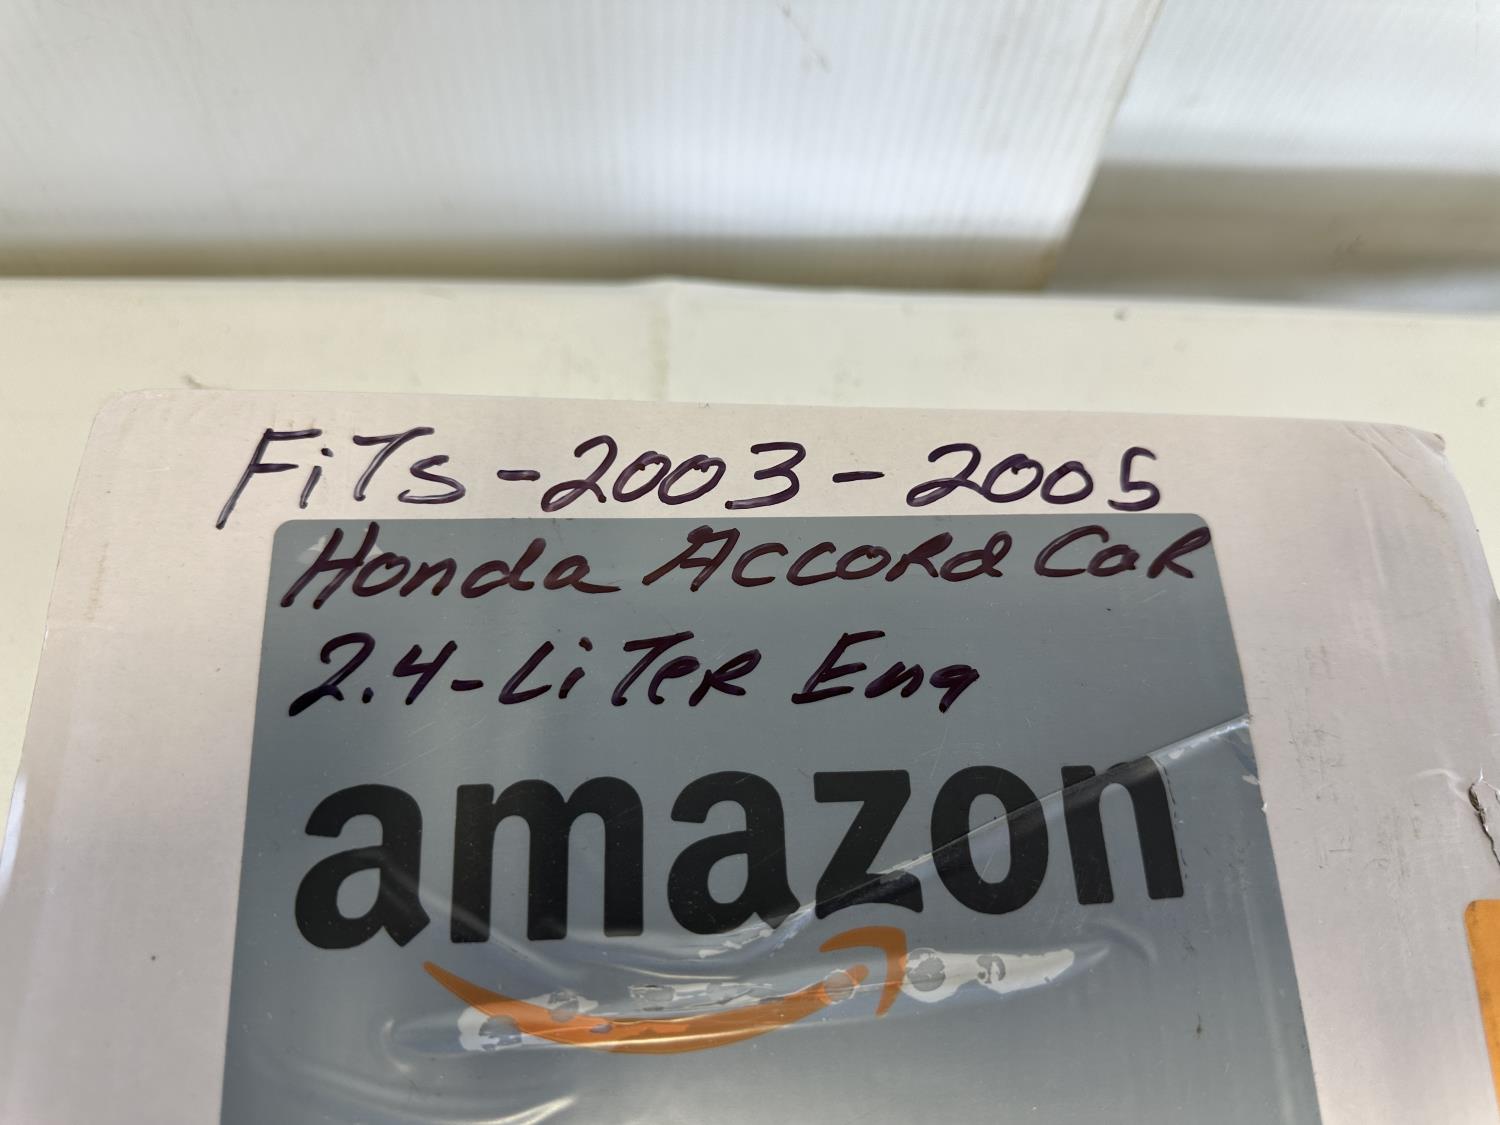 FiTs - 2003 - 2005
Honda Accord Car
2.4 - LiTeR Eng
amazon